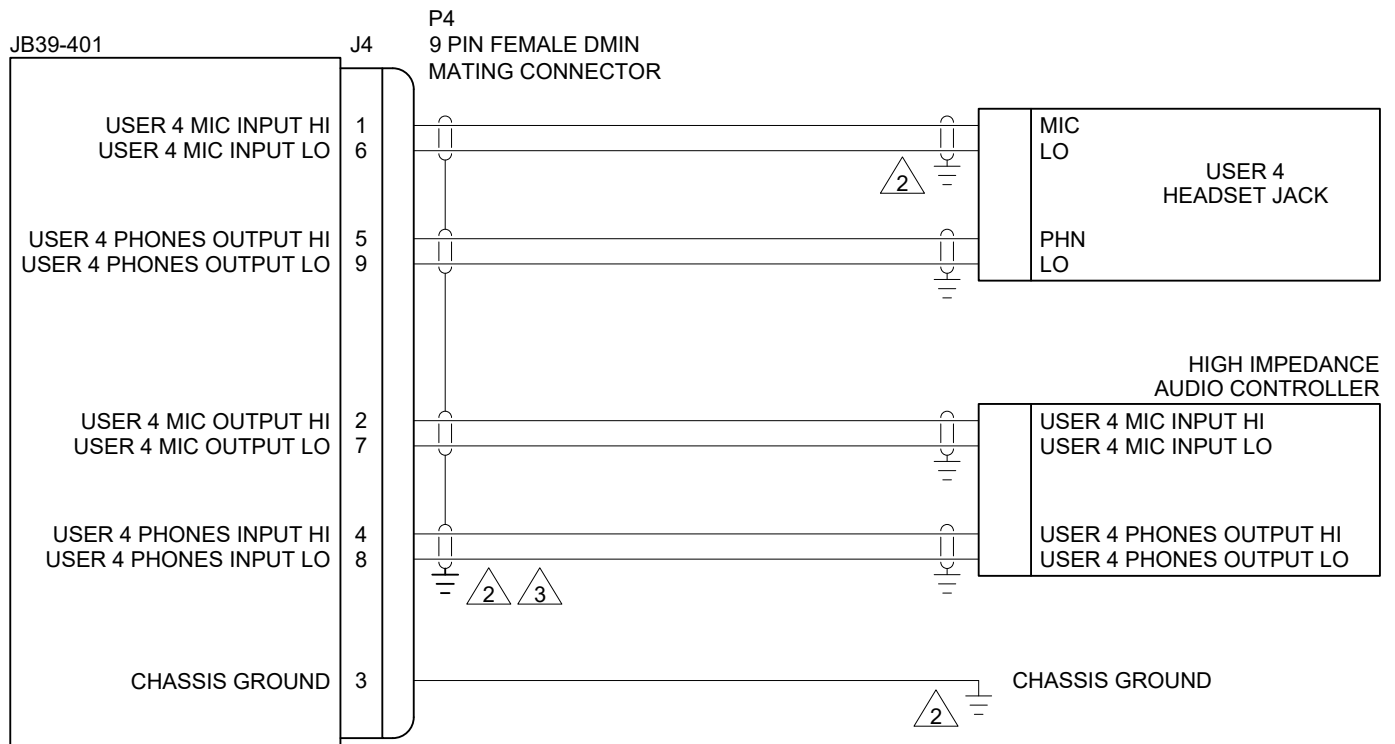 P4
JB39-401 J4 9 PIN FEMALE DMIN
MATING CONNECTOR
USER 4 MIC INPUT HI 1 MIC
USER 4 MIC INPUT LO 6 LO
2
USER 4
HEADSET JACK
USER 4 PHONES OUTPUT HI 5 PHN
USER 4 PHONES OUTPUT LO 9 LO
HIGH IMPEDANCE
AUDIO CONTROLLER
USER 4 MIC OUTPUT HI 2 USER 4 MIC INPUT HI
USER 4 MIC OUTPUT LO 7 USER 4 MIC INPUT LO
USER 4 PHONES INPUT HI 4 USER 4 PHONES OUTPUT HI
USER 4 PHONES INPUT LO 8 USER 4 PHONES OUTPUT LO
2 3
CHASSIS GROUND 3 CHASSIS GROUND
2